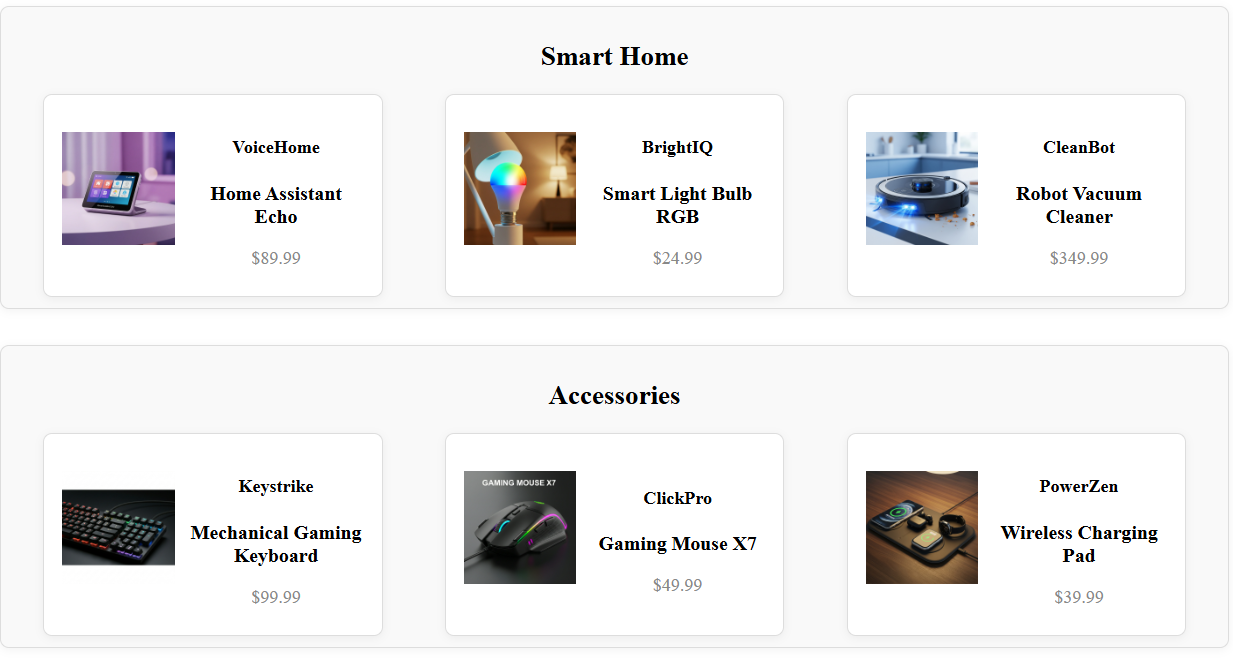 Smart Home
VoiceHome
Home Assistant
Echo
$89.99
BrightIQ
Smart Light Bulb
RGB
$24.99
CleanBot
Robot Vacuum
Cleaner
$349.99
Accessories
Keystrike
Mechanical Gaming
Keyboard
$99.99
GAMING MOUSE X7
ClickPro
Gaming Mouse X7
$49.99
PowerZen
Wireless Charging
Pad
$39.99